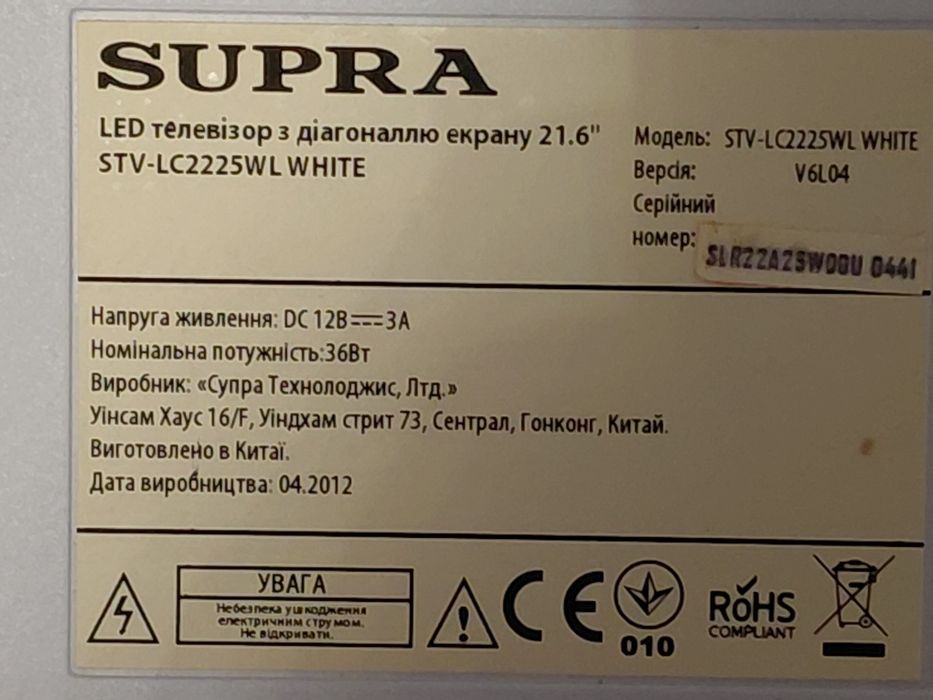 SUPRA
LED телевізор з діагоналлю екрану 21.6"
STV-LC2225WL WHITE
Модель: STV-LC2225WL WHITE
Версія: V6L04
Серійний
номер: SLR22A25W00U 0441
Напруга живлення: DC 12В⎓3А
Номінальна потужність:36Вт
Виробник: «Супра Технолоджис, Лтд.»
Уінсам Хаус 16/F, Уіндхам стрит 73, Сентрал, Гонконг, Китай.
Виготовлено в Китаї.
Дата виробництва: 04.2012
УВАГА
Небезпека ушкодження
електричним струмом.
Не відкривати.
CE
010
RoHS
COMPLIANT